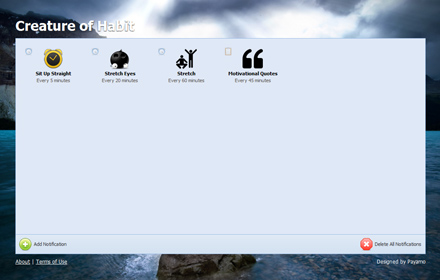 Creature of Habit
Sit Up Straight
Every 5 minutes
Stretch Eyes
Every 20 minutes
Stretch
Every 60 minutes
Motivational Quotes
Every 45 minutes
Add Notification
Delete All Notifications
About | Terms of Use
Designed by Payamo